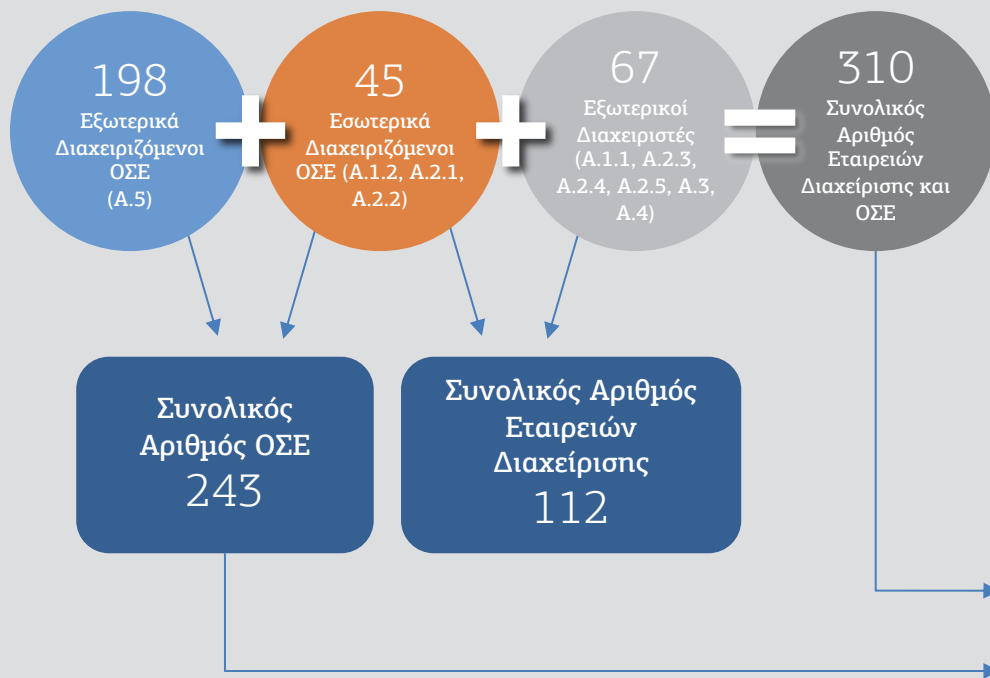 198
Εξωτερικά
Διαχειριζόμενοι
ΟΣΕ
(Α.5)
45
Εσωτερικά
Διαχειριζόμενοι
ΟΣΕ (Α.1.2, Α.2.1,
Α.2.2)
67
Εξωτερικοί
Διαχειριστές
(Α.1.1, Α.2.3,
Α.2.4, Α.2.5, Α.3,
Α.4)
310
Συνολικός
Αριθμός
Εταιρειών
Διαχείρισης και
ΟΣΕ
Συνολικός
Αριθμός ΟΣΕ
243
Συνολικός Αριθμός
Εταιρειών
Διαχείρισης
112